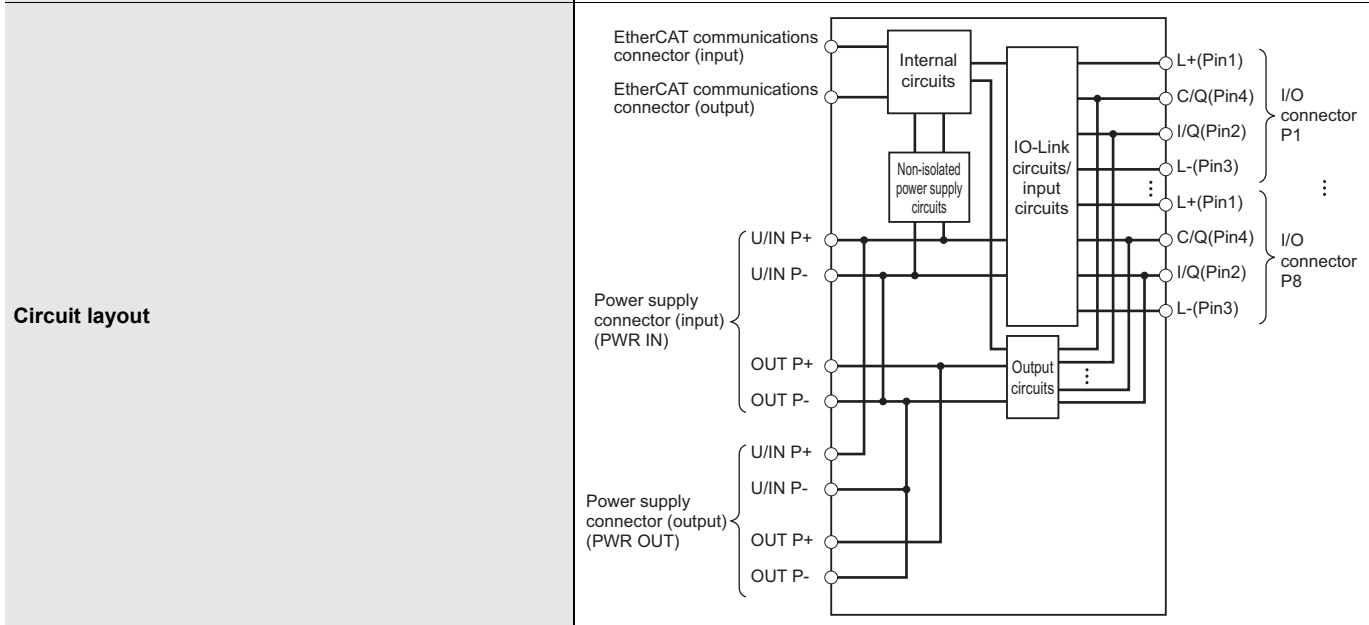 Circuit layout
EtherCAT communications
connector (input)
EtherCAT communications
connector (output)
Internal
circuits
Non-isolated
power supply
circuits
IO-Link
circuits/
input
circuits
Output
circuits
L+(Pin1)
C/Q(Pin4)
I/Q(Pin2)
L-(Pin3)
I/O
connector
P1
L+(Pin1)
C/Q(Pin4)
I/Q(Pin2)
L-(Pin3)
I/O
connector
P8
Power supply
connector (input)
(PWR IN)
U/IN P+
U/IN P-
OUT P+
OUT P-
Power supply
connector (output)
(PWR OUT)
U/IN P+
U/IN P-
OUT P+
OUT P-